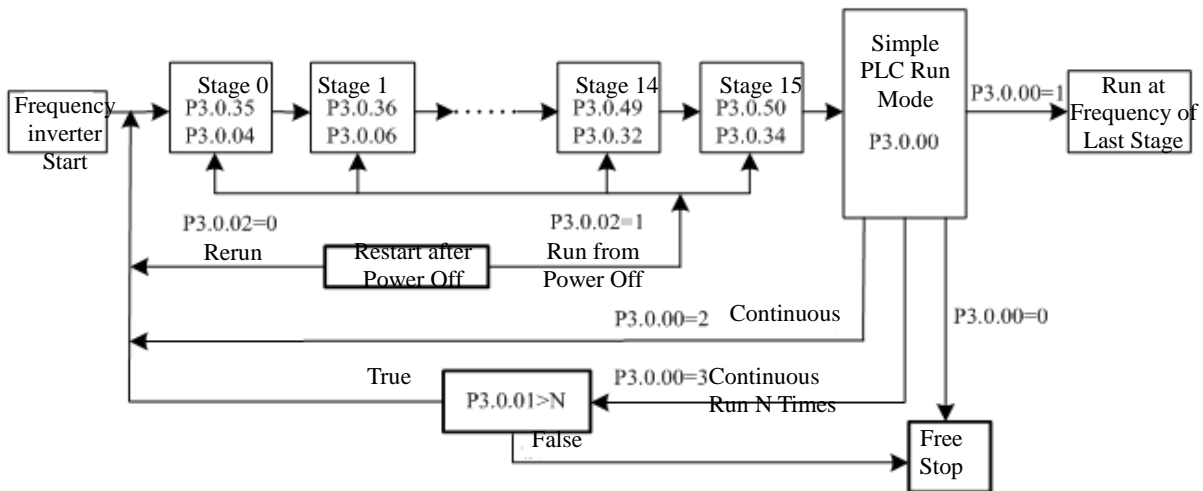 Frequency
inverter
Start
Stage 0
P3.0.35
P3.0.04
Stage 1
P3.0.36
P3.0.06
Stage 14
P3.0.49
P3.0.32
Stage 15
P3.0.50
P3.0.34
Simple
PLC Run
Mode
P3.0.00
P3.0.00=1
Run at
Frequency of
Last Stage
P3.0.02=0
Rerun
Restart after
Power Off
P3.0.02=1
Run from
Power Off
P3.0.00=2
Continuous
P3.0.00=0
True
P3.0.01>N
P3.0.00=3
Continuous
Run N Times
False
Free
Stop